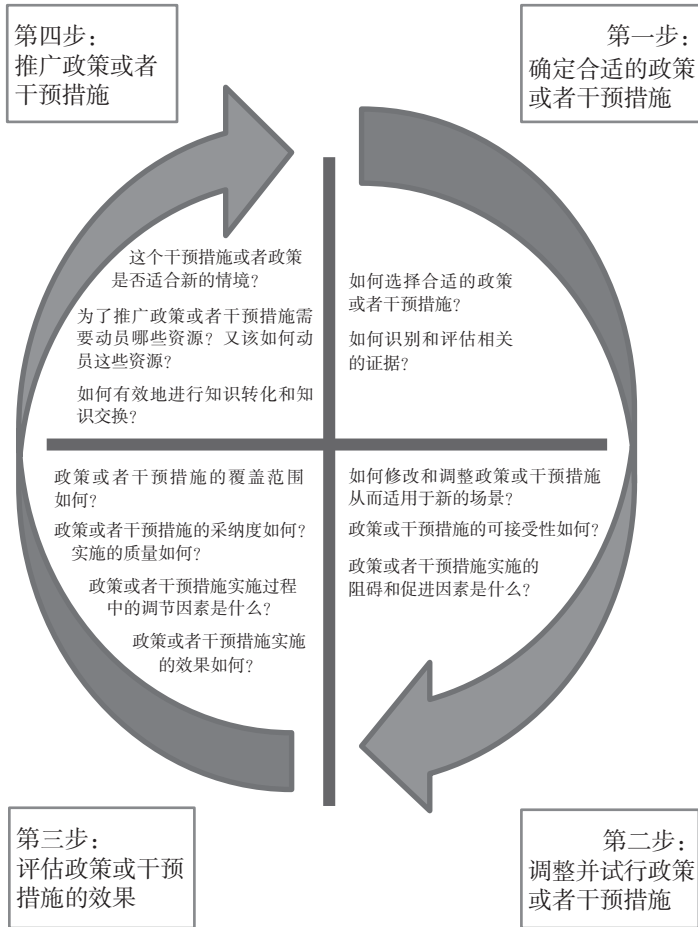 第四步：
推广政策或者
干预措施
第一步：
确定合适的政策
或者干预措施
这个干预措施或者政策
是否适合新的情境？
为了推广政策或者干预措施需
要动员哪些资源？又该如何动
员这些资源？
如何有效地进行知识转化和知
识交换？
如何选择合适的政策
或者干预措施？
如何识别和评估相关
的证据？
政策或者干预措施的覆盖范围
如何？
政策或者干预措施的采纳度如何？
实施的质量如何？
政策或者干预措施实施过程
中的调节因素是什么？
政策或者干预措施实施
的效果如何？
如何修改和调整政策或干预措施
从而适用于新的场景？
政策或干预措施的可接受性如何？
政策或者干预措施实施的
阻碍和促进因素是什么？
第三步：
评估政策或干预
措施的效果
第二步：
调整并试行政策
或者干预措施